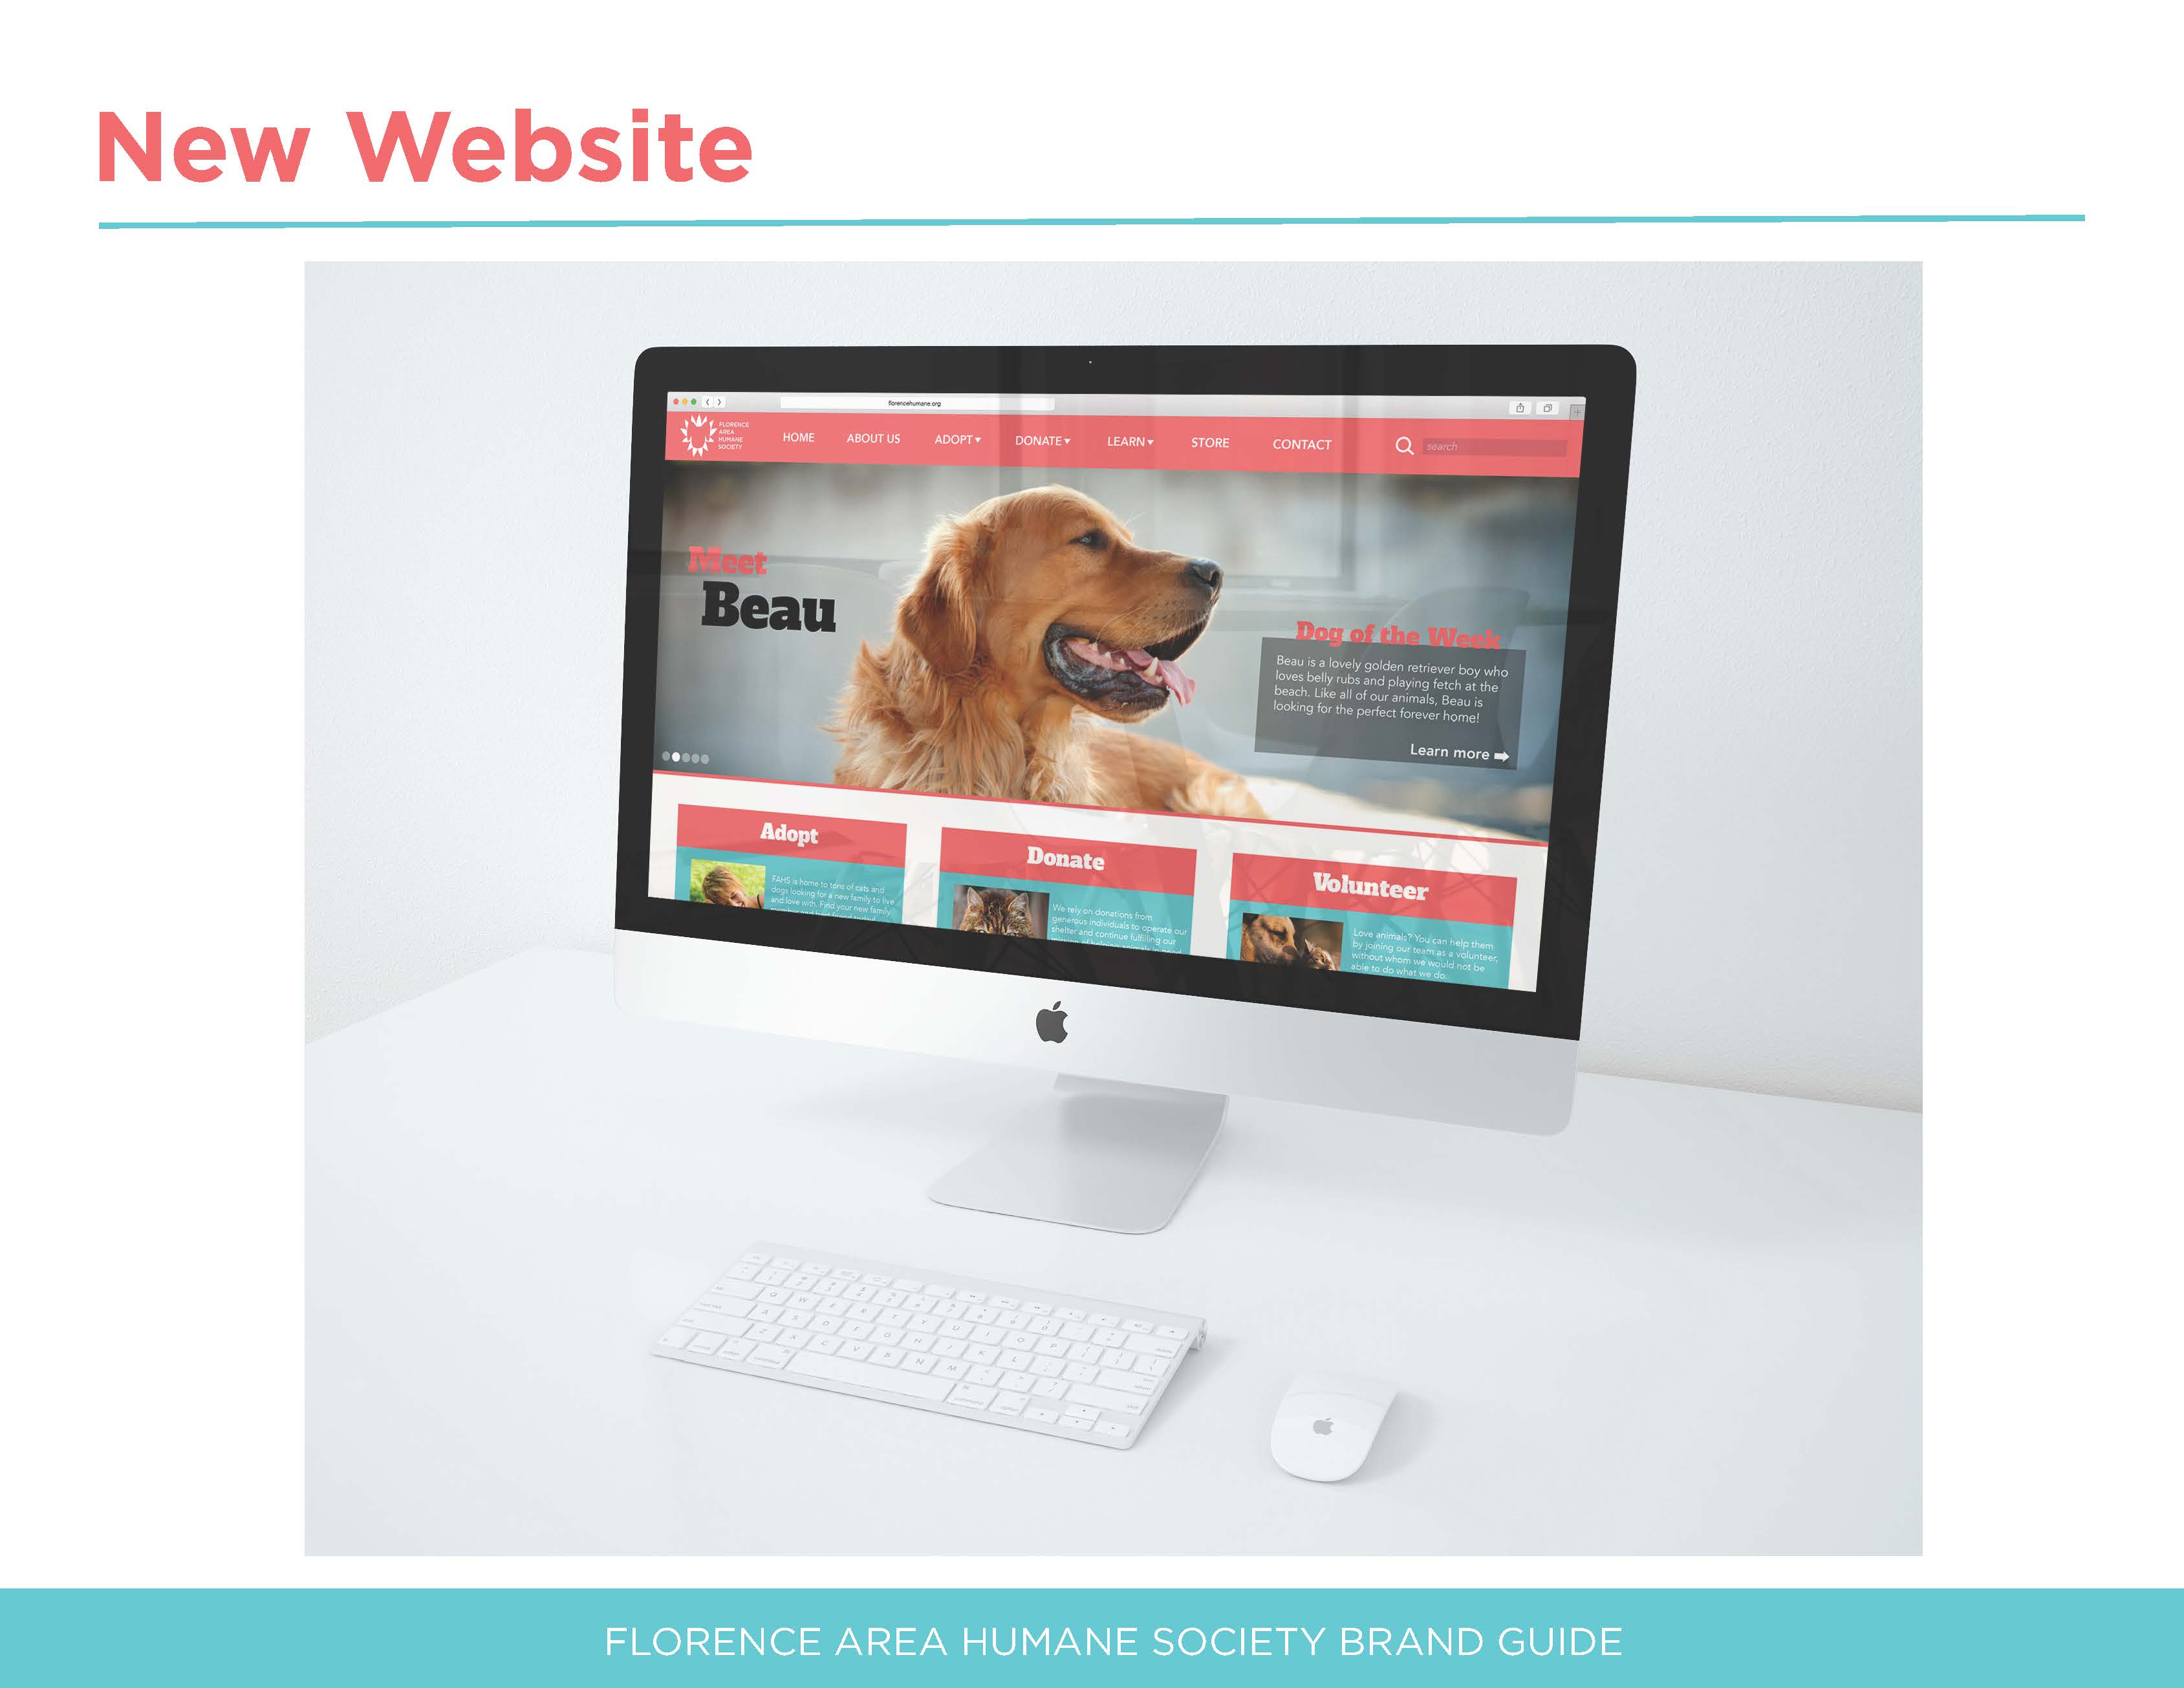 New Website
florencehumane.org
FLORENCE
AREA
HUMANE
SOCIETY
HOME ABOUT US ADOPT▾ DONATE▾ LEARN▾ STORE CONTACT search
Meet
Beau
Dog of the Week
Beau is a lovely golden retriever boy who
loves belly rubs and playing fetch at the
beach. Like all of our animals, Beau is
looking for the perfect forever home!
Learn more
Adopt
FAHS is home to tons of cats and
dogs looking for a new family to live
and love with. Find your new family
Donate
We rely on donations from
generous individuals to operate our
shelter and continue fulfilling our
Volunteer
Love animals? You can help them
by joining our team as a volunteer,
without whom we would not be
able to do what we do.
FLORENCE AREA HUMANE SOCIETY BRAND GUIDE